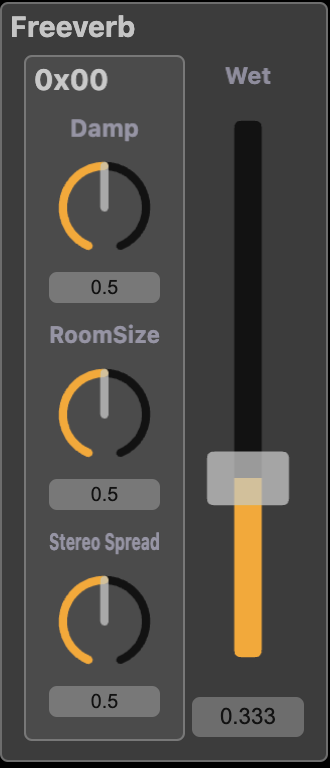 Freeverb
0x00
Damp
0.5
RoomSize
0.5
Stereo Spread
0.5
Wet
0.333